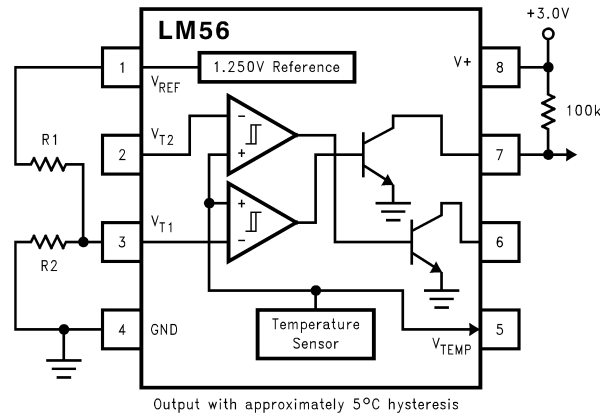 +3.0V
LM56
1
V_REF
1.250V Reference
V+
8
R1
2
V_T2
-
+
100k
7
R2
3
V_T1
+
-
6
4
GND
Temperature
Sensor
V_TEMP
5
Output with approximately 5°C hysteresis